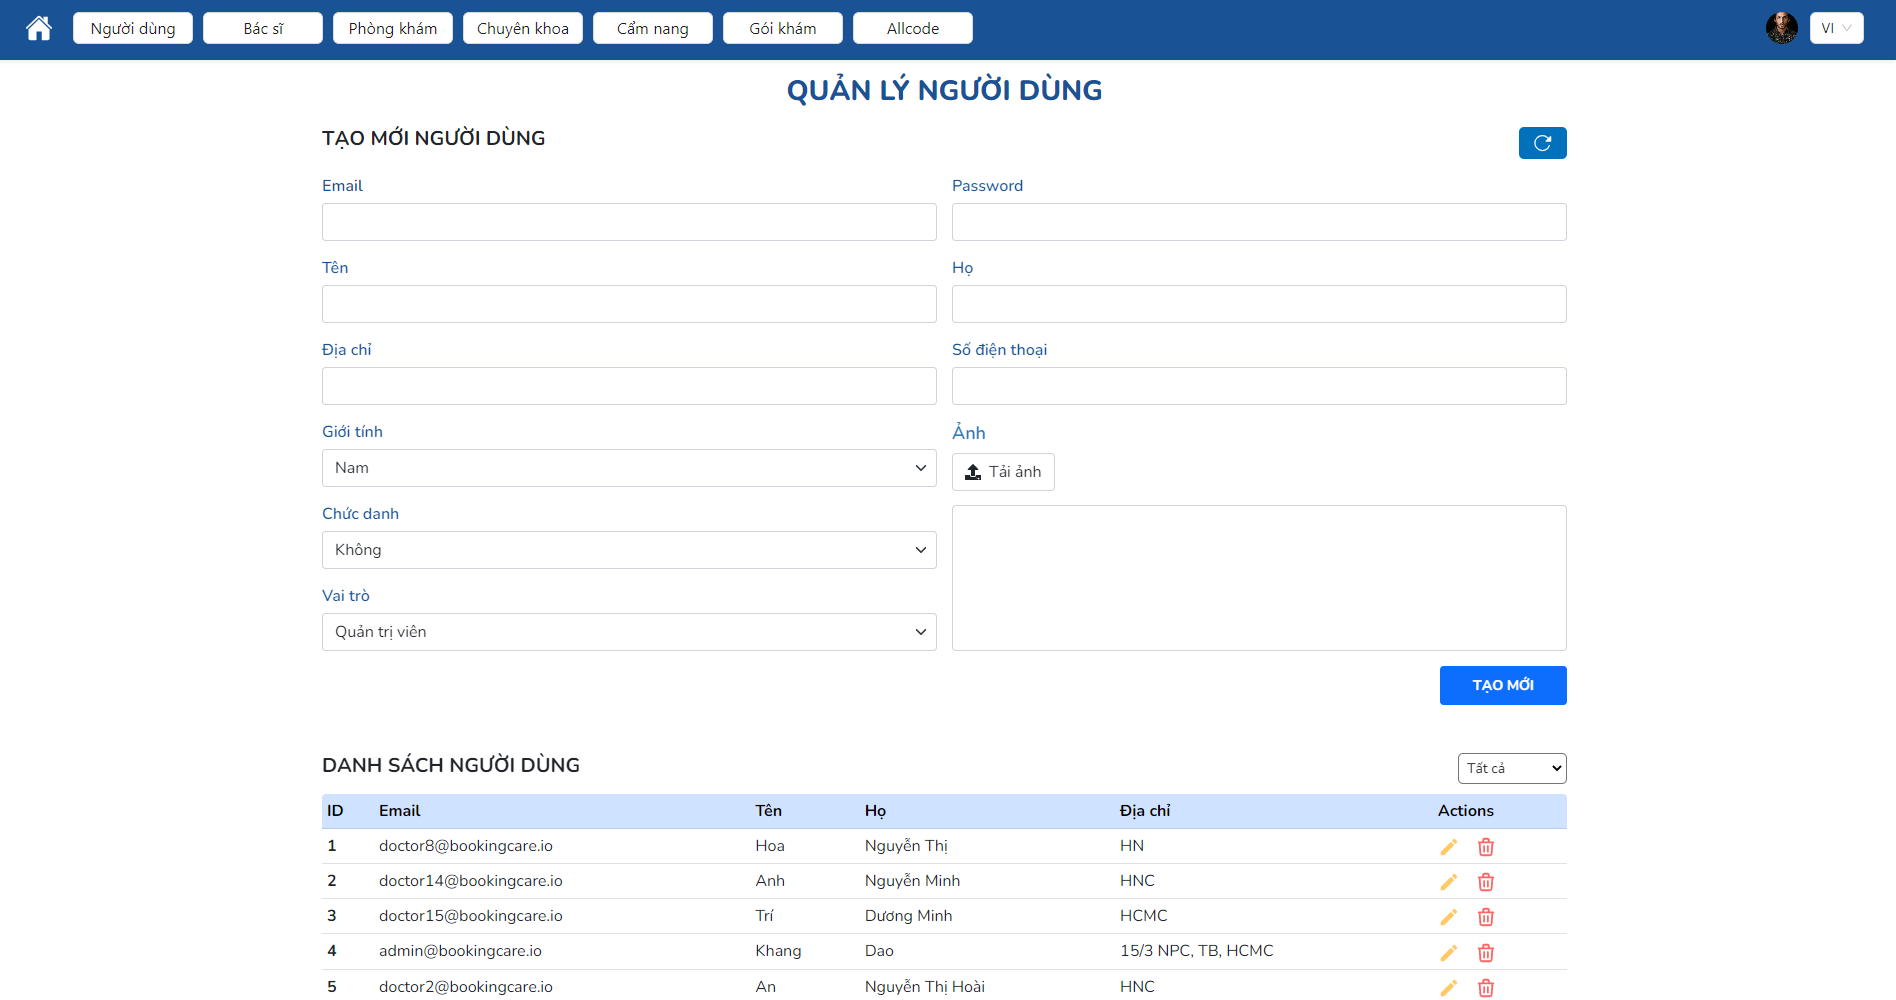 Người dùng Bác sĩ Phòng khám Chuyên khoa Cẩm nang Gói khám Allcode VI
QUẢN LÝ NGƯỜI DÙNG
TẠO MỚI NGƯỜI DÙNG
Email Password
Tên Họ
Địa chỉ Số điện thoại
Giới tính Ảnh
Nam Tải ảnh
Chức danh
Không
Vai trò
Quản trị viên
TẠO MỚI
DANH SÁCH NGƯỜI DÙNG Tất cả
ID Email Tên Họ Địa chỉ Actions
1 doctor8@bookingcare.io Hoa Nguyễn Thị HN
2 doctor14@bookingcare.io Anh Nguyễn Minh HNC
3 doctor15@bookingcare.io Trí Dương Minh HCMC
4 admin@bookingcare.io Khang Dao 15/3 NPC, TB, HCMC
5 doctor2@bookingcare.io An Nguyễn Thị Hoài HNC